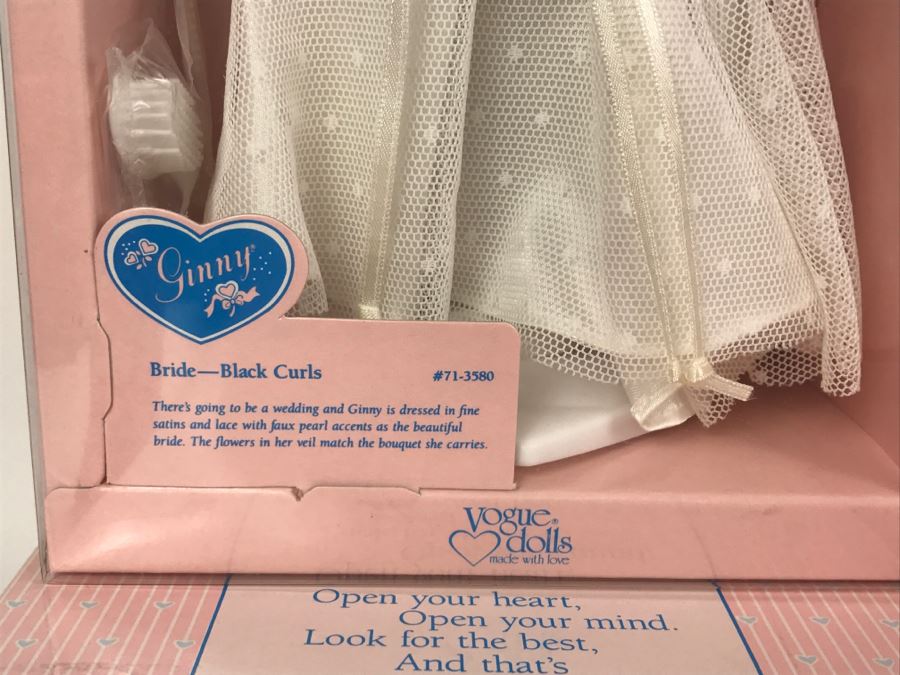 Ginny®
Bride—Black Curls #71-3580
There's going to be a wedding and Ginny is dressed in fine
satins and lace with faux pearl accents as the beautiful
bride. The flowers in her veil match the bouquet she carries.
Vogue®
dolls
made with love
Open your heart,
Open your mind.
Look for the best,
And that's